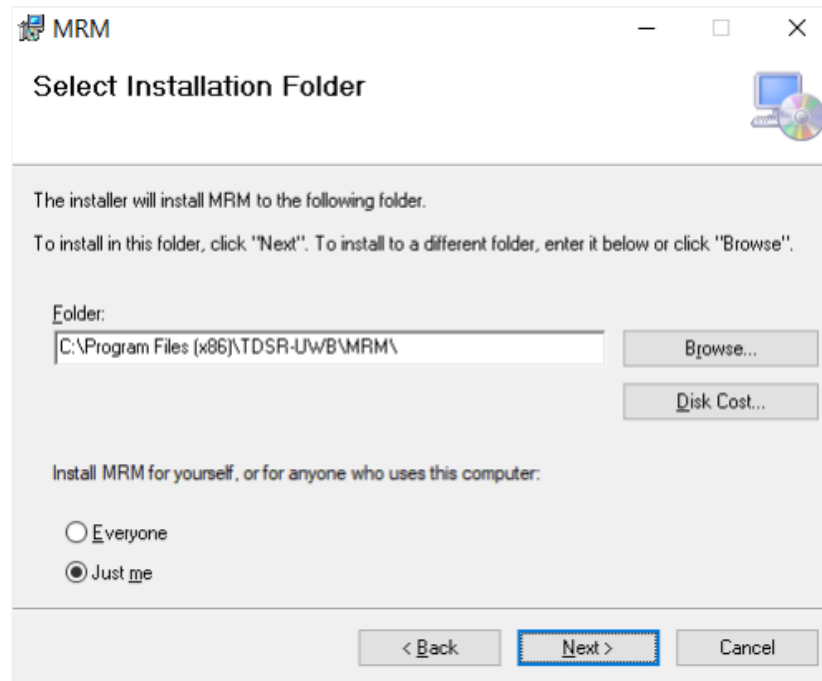 MRM
Select Installation Folder
The installer will install MRM to the following folder.
To install in this folder, click "Next". To install to a different folder, enter it below or click "Browse".
Folder:
C:\Program Files (x86)\TDSR-UWB\MRM\
Browse...
Disk Cost...
Install MRM for yourself, or for anyone who uses this computer:
Everyone
Just me
< Back Next > Cancel